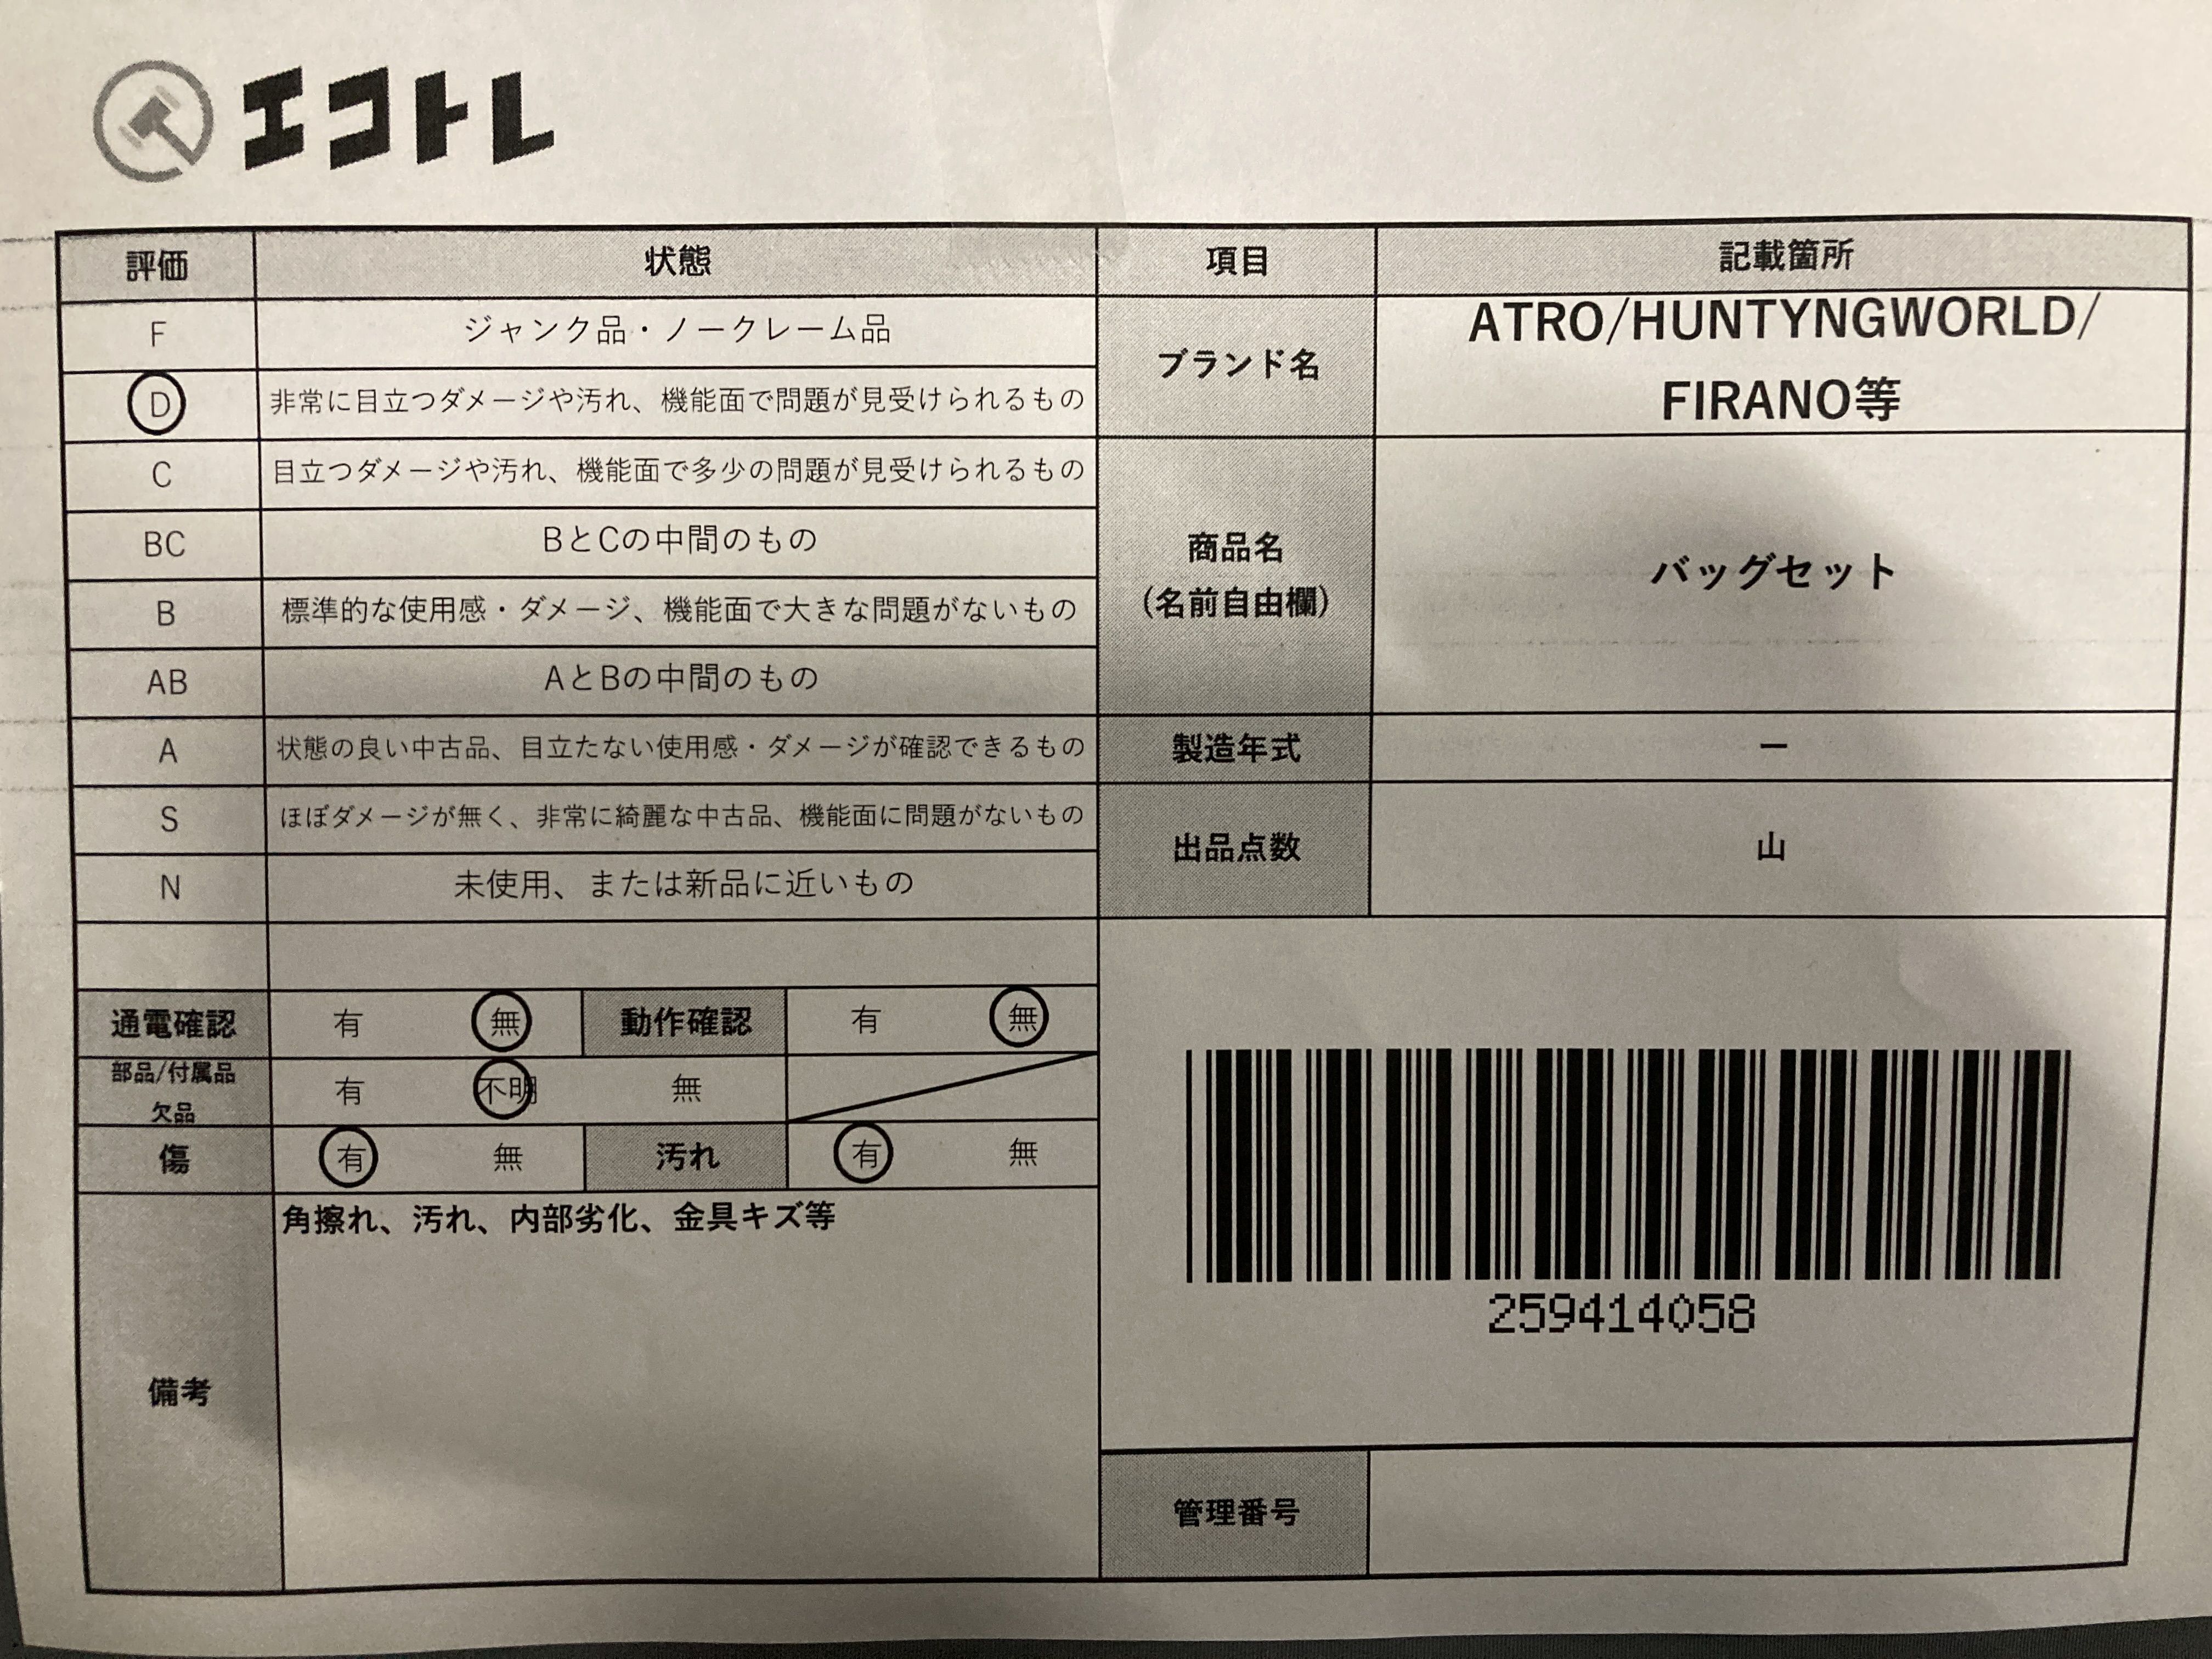 エコトレ
評価 状態 項目 記載箇所
F ジャンク品・ノークレーム品
D 非常に目立つダメージや汚れ、機能面で問題が見受けられるもの
C 目立つダメージや汚れ、機能面で多少の問題が見受けられるもの
BC BとCの中間のもの
B 標準的な使用感・ダメージ、機能面で大きな問題がないもの
AB AとBの中間のもの
A 状態の良い中古品、目立たない使用感・ダメージが確認できるもの
S ほぼダメージが無く、非常に綺麗な中古品、機能面に問題がないもの
N 未使用、または新品に近いもの
通電確認 有 無 動作確認 有 無
部品/付属品
欠品 有 不明 無
傷 有 無 汚れ 有 無
備考 角擦れ、汚れ、内部劣化、金具キズ等
ブランド名 ATRO/HUNTYNGWORLD/
FIRANO等
商品名
(名前自由欄) バッグセット
製造年式 ー
出品点数 山
259414058
管理番号